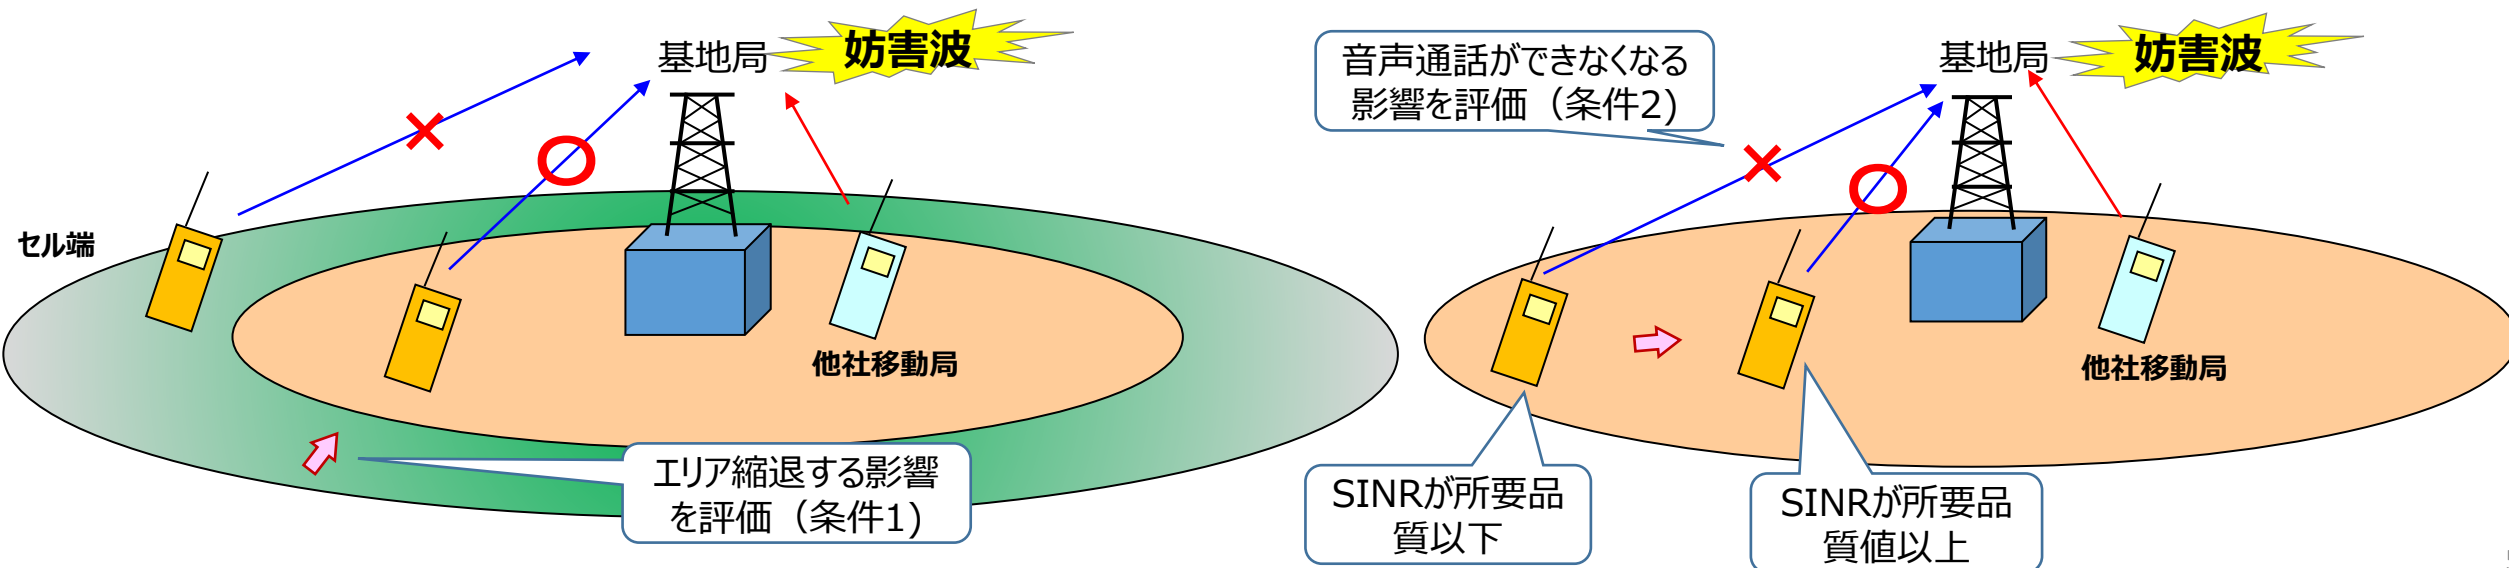 基地局
妨害波
セル端
他社移動局
エリア縮退する影響
を評価（条件1)
音声通話ができなくなる
影響を評価（条件2)
基地局
妨害波
他社移動局
SINRが所要品
質以下
SINRが所要品
質値以上